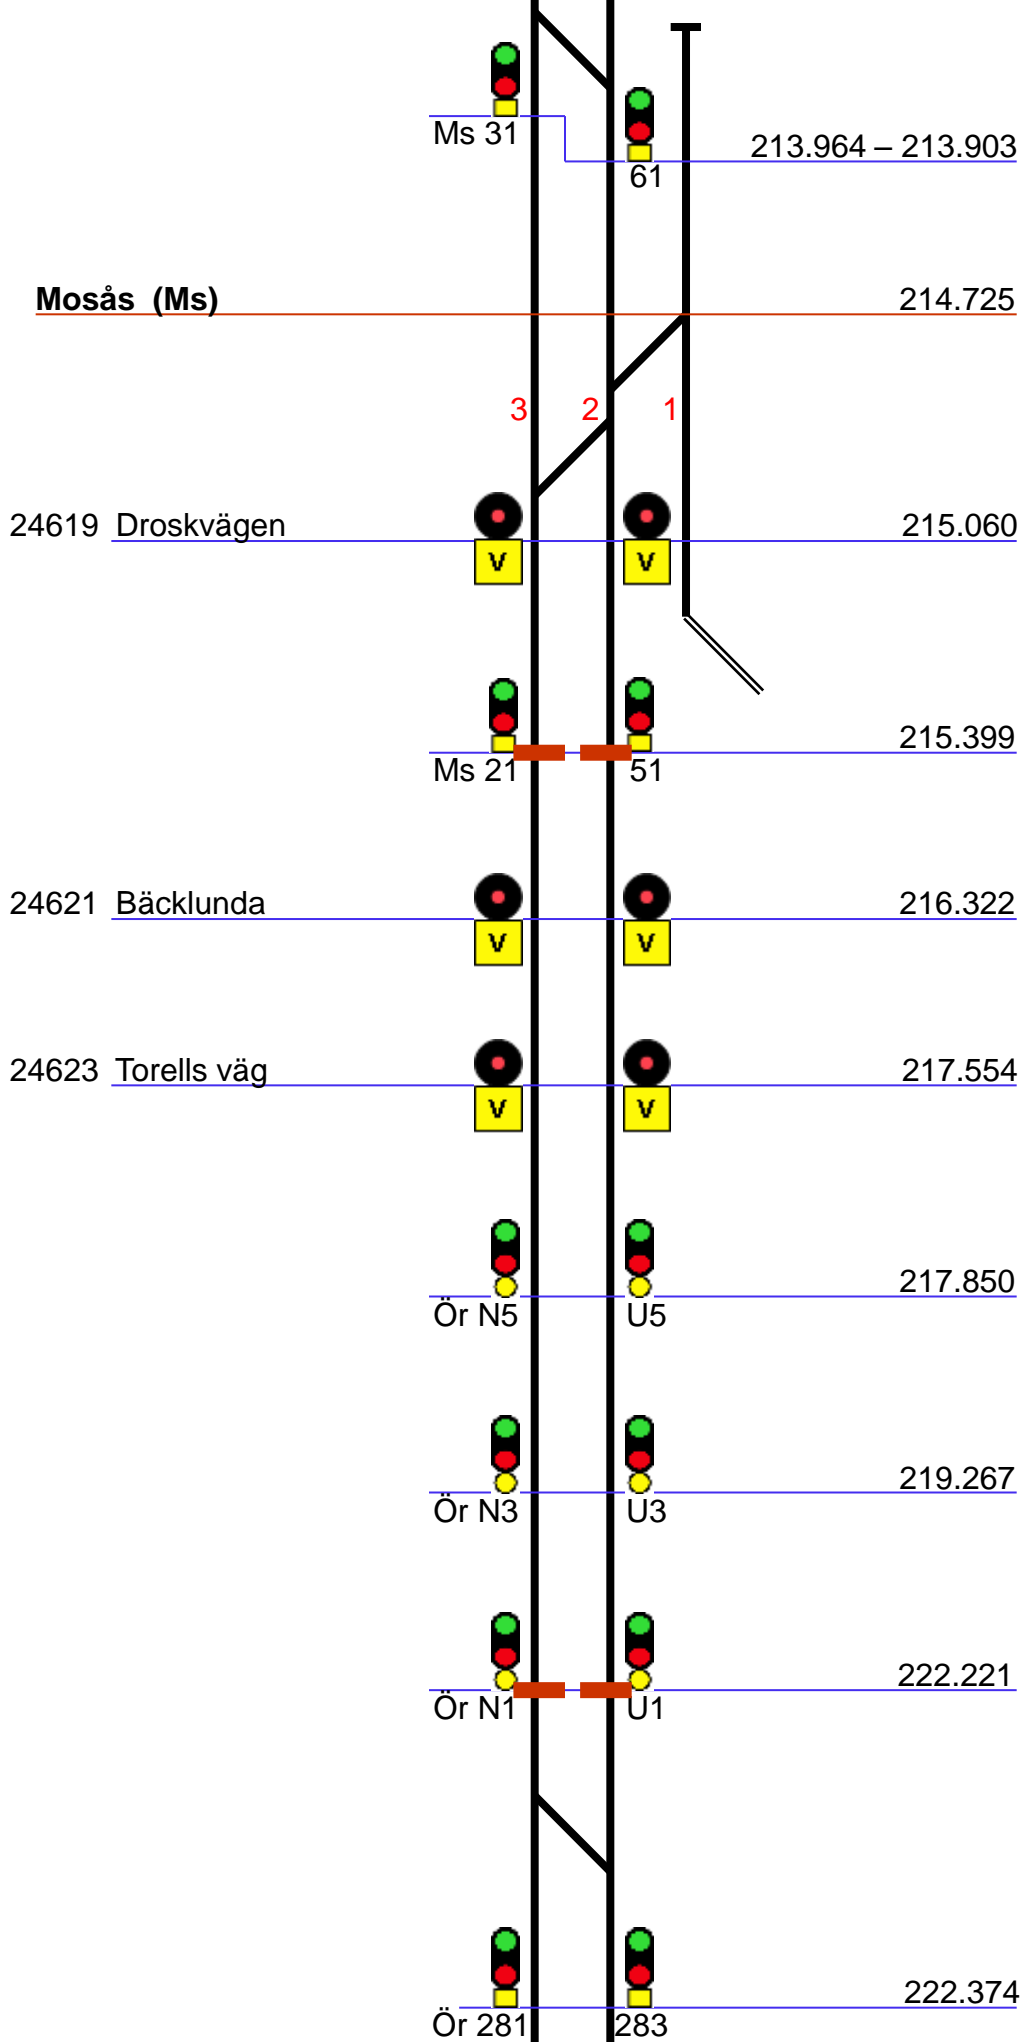 Ms 31
61
213.964 – 213.903
Mosås (Ms)
214.725
3 2 1
24619 Droskvägen
V V
215.060
Ms 21
51
215.399
24621 Bäcklunda
V V
216.322
24623 Torells väg
V V
217.554
Ör N5
U5
217.850
Ör N3
U3
219.267
Ör N1
U1
222.221
Ör 281
283
222.374